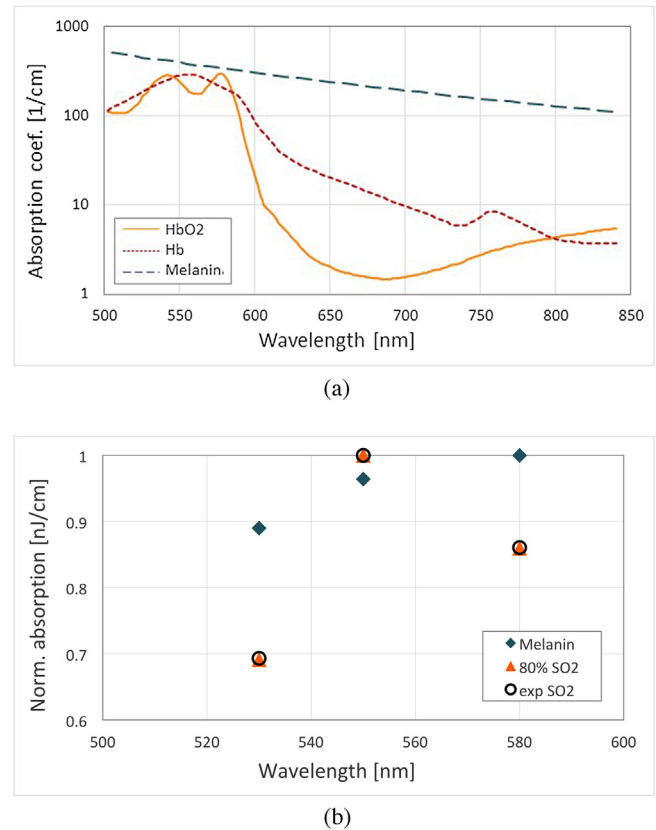 1000
100
10
1
Absorption coef. [1/cm]
HbO2
Hb
Melanin
500 550 600 650 700 750 800 850
Wavelength [nm]
(a)
1
0.9
0.8
0.7
0.6
Norm. absorption [nJ/cm]
Melanin
80% SO2
exp SO2
500 520 540 560 580 600
Wavelength [nm]
(b)